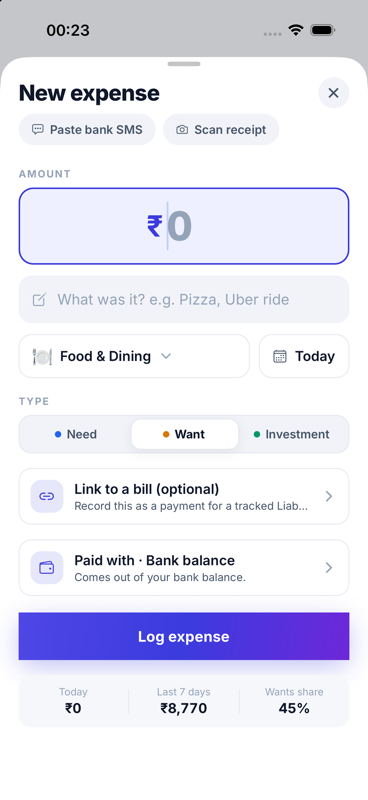 00:23
New expense
Paste bank SMS
Scan receipt
AMOUNT
₹0
What was it? e.g. Pizza, Uber ride
Food & Dining
Today
TYPE
Need
Want
Investment
Link to a bill (optional)
Record this as a payment for a tracked Liab...
Paid with · Bank balance
Comes out of your bank balance.
Log expense
Today
Last 7 days
Wants share
₹0
₹8,770
45%